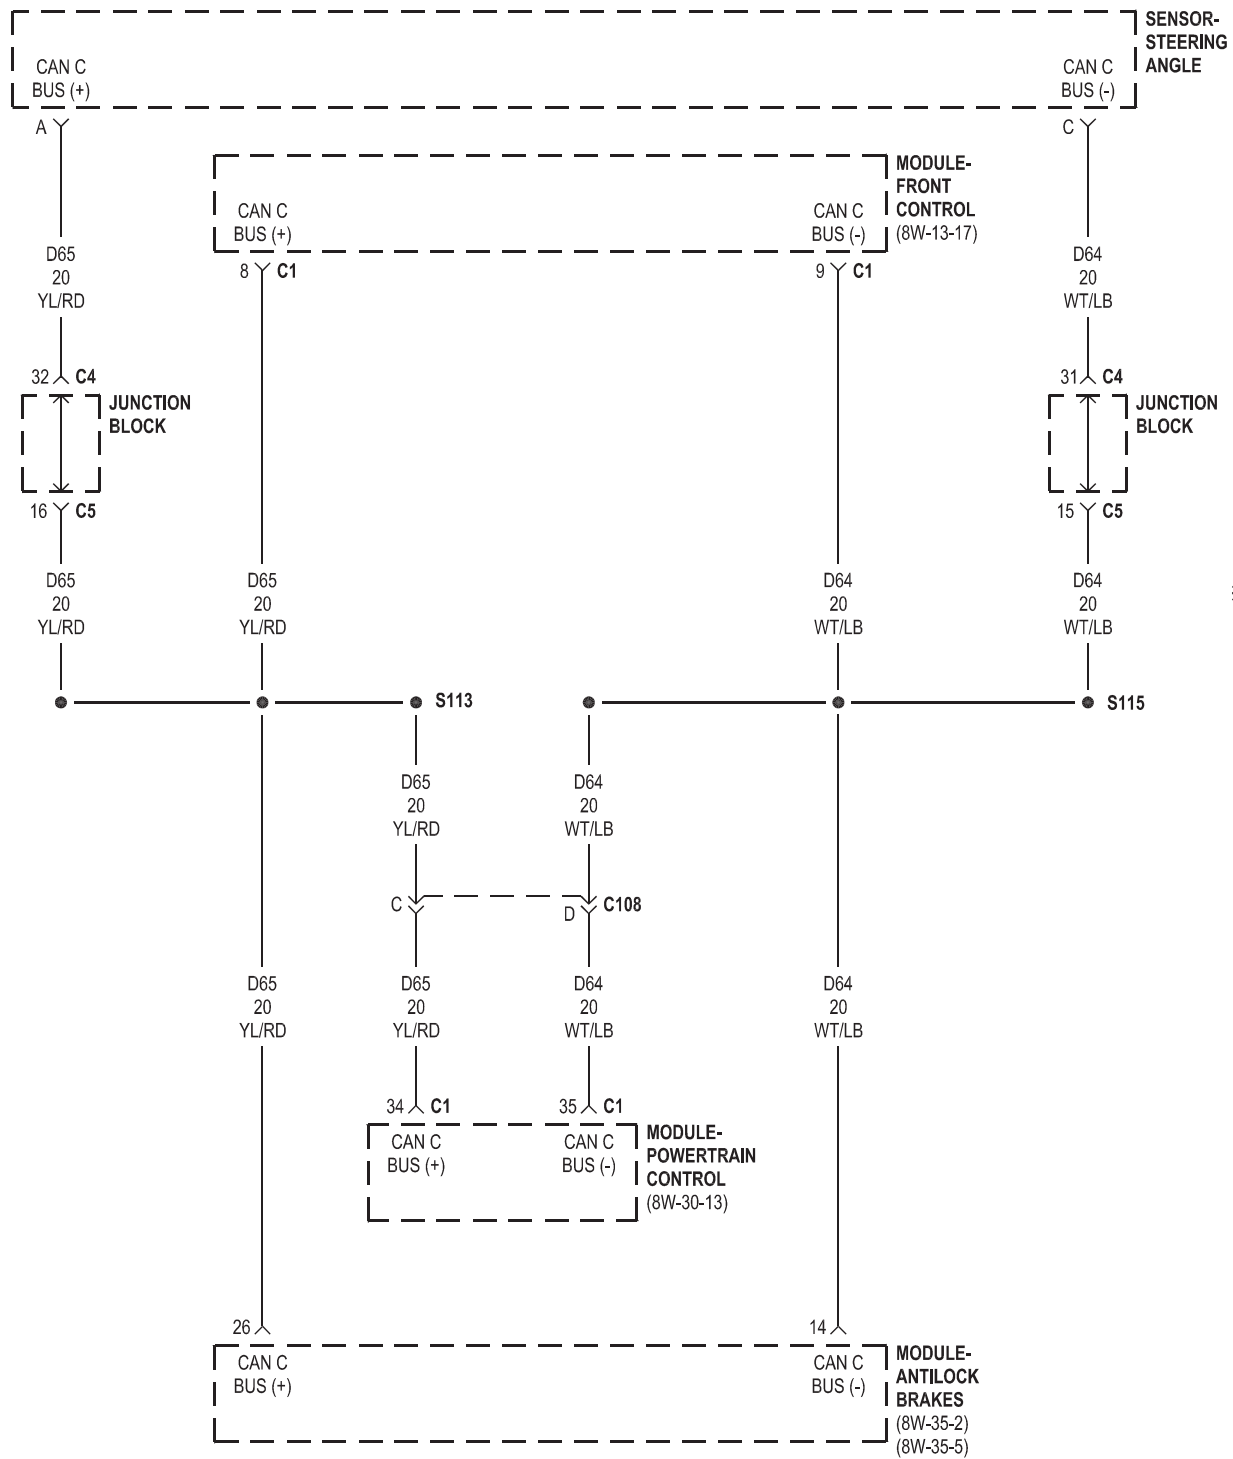 SENSOR-
STEERING
ANGLE
CAN C
BUS (+)
CAN C
BUS (-)
A
C
MODULE-
FRONT
CONTROL
(8W-13-17)
CAN C
BUS (+)
CAN C
BUS (-)
8 C1
9 C1
D65
20
YL/RD
D64
20
WT/LB
32 C4
31 C4
JUNCTION
BLOCK
JUNCTION
BLOCK
16 C5
15 C5
D65
20
YL/RD
D65
20
YL/RD
D64
20
WT/LB
D64
20
WT/LB
S113
S115
D65
20
YL/RD
D64
20
WT/LB
C
D
C108
D65
20
YL/RD
D65
20
YL/RD
D64
20
WT/LB
D64
20
WT/LB
34 C1
35 C1
CAN C
BUS (+)
CAN C
BUS (-)
MODULE-
POWERTRAIN
CONTROL
(8W-30-13)
26
14
CAN C
BUS (+)
CAN C
BUS (-)
MODULE-
ANTILOCK
BRAKES
(8W-35-2)
(8W-35-5)